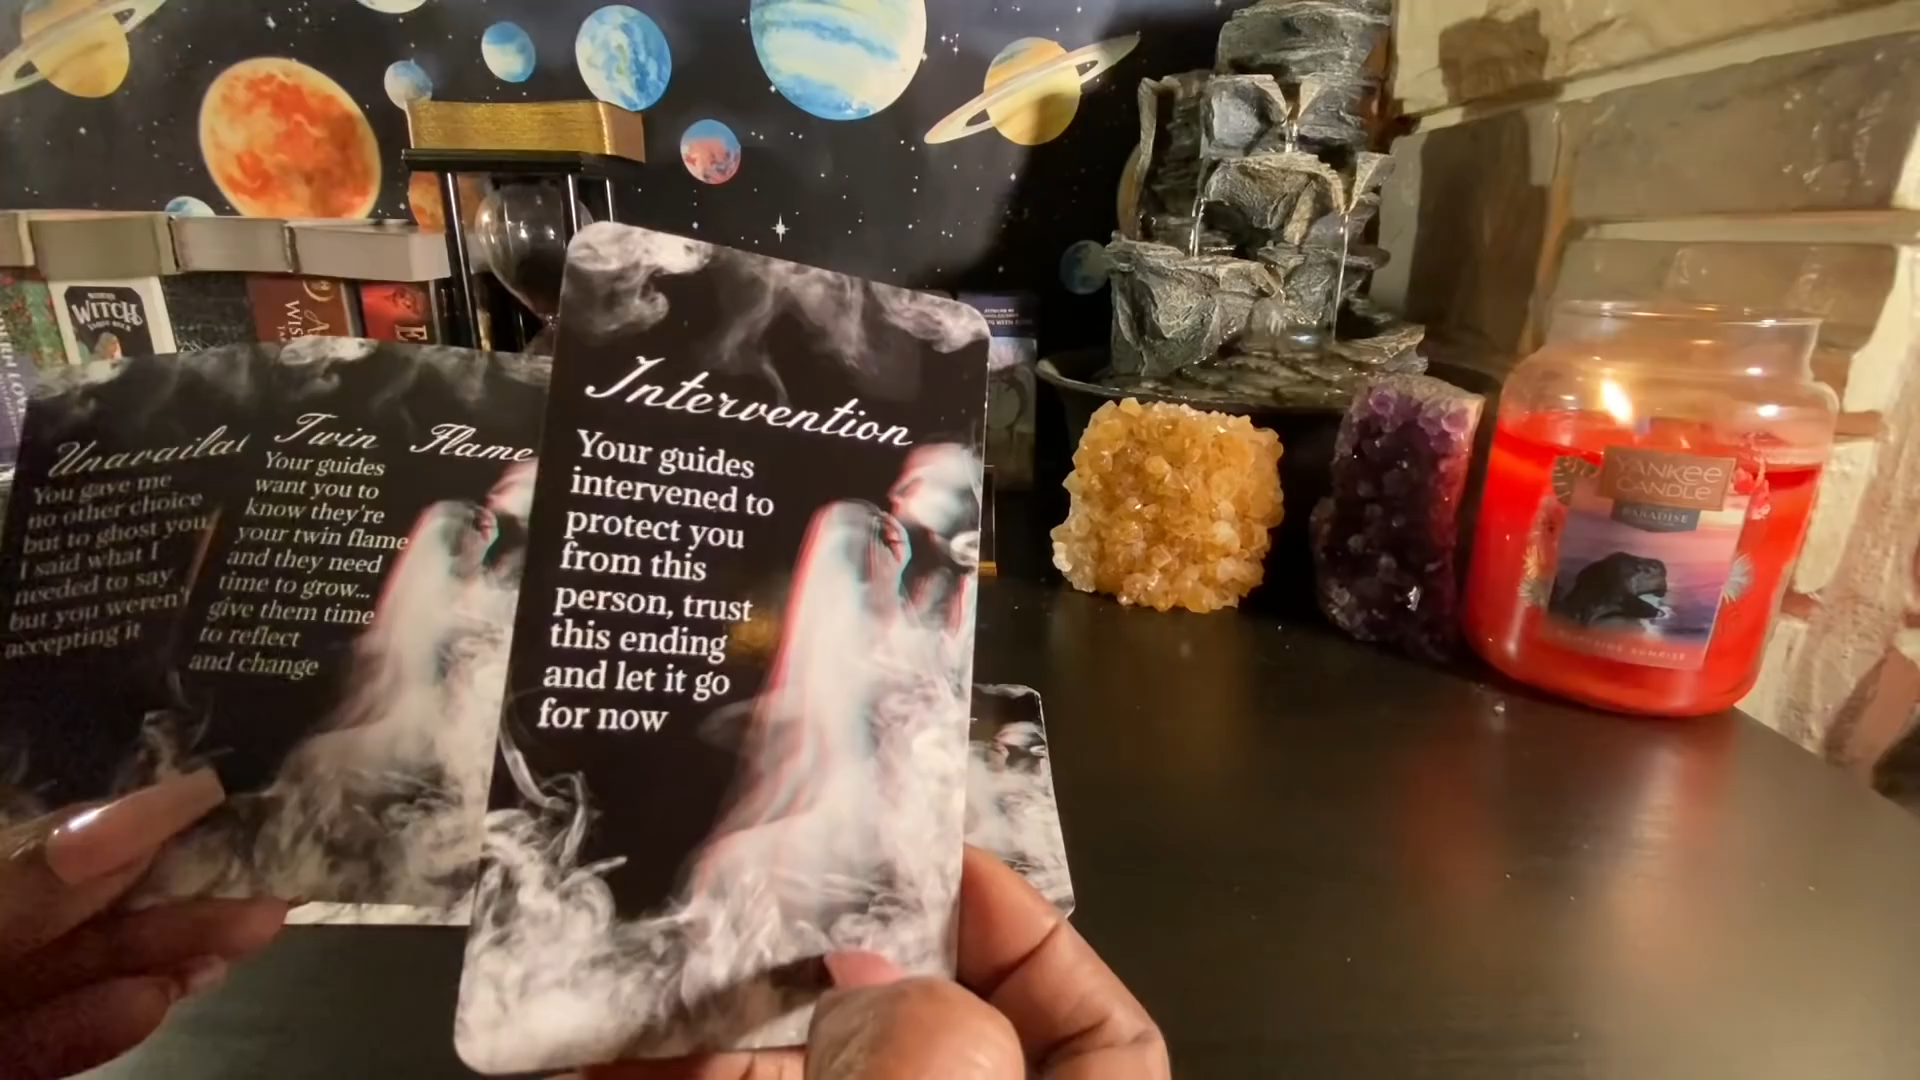 WITCH
Unavailab
You gave me
no other choice
but to ghost you
I said what I
needed to say
but you weren't
accepting it
Twin Flame
Your guides
want you to
know they're
your twin flame
and they need
time to grow...
give them time
to reflect
and change
Intervention
Your guides
intervened to
protect you
from this
person, trust
this ending
and let it go
for now
YANKEE
CANDLE
PARADISE
SUNRISE